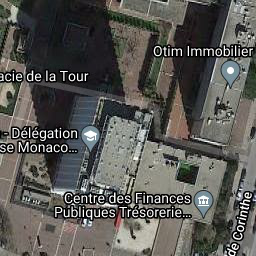 Otim Immobilier
acie de la Tour
- Délégation
se Monaco...
Centre des Finances
Publiques Trésorerie...
de Corinthe